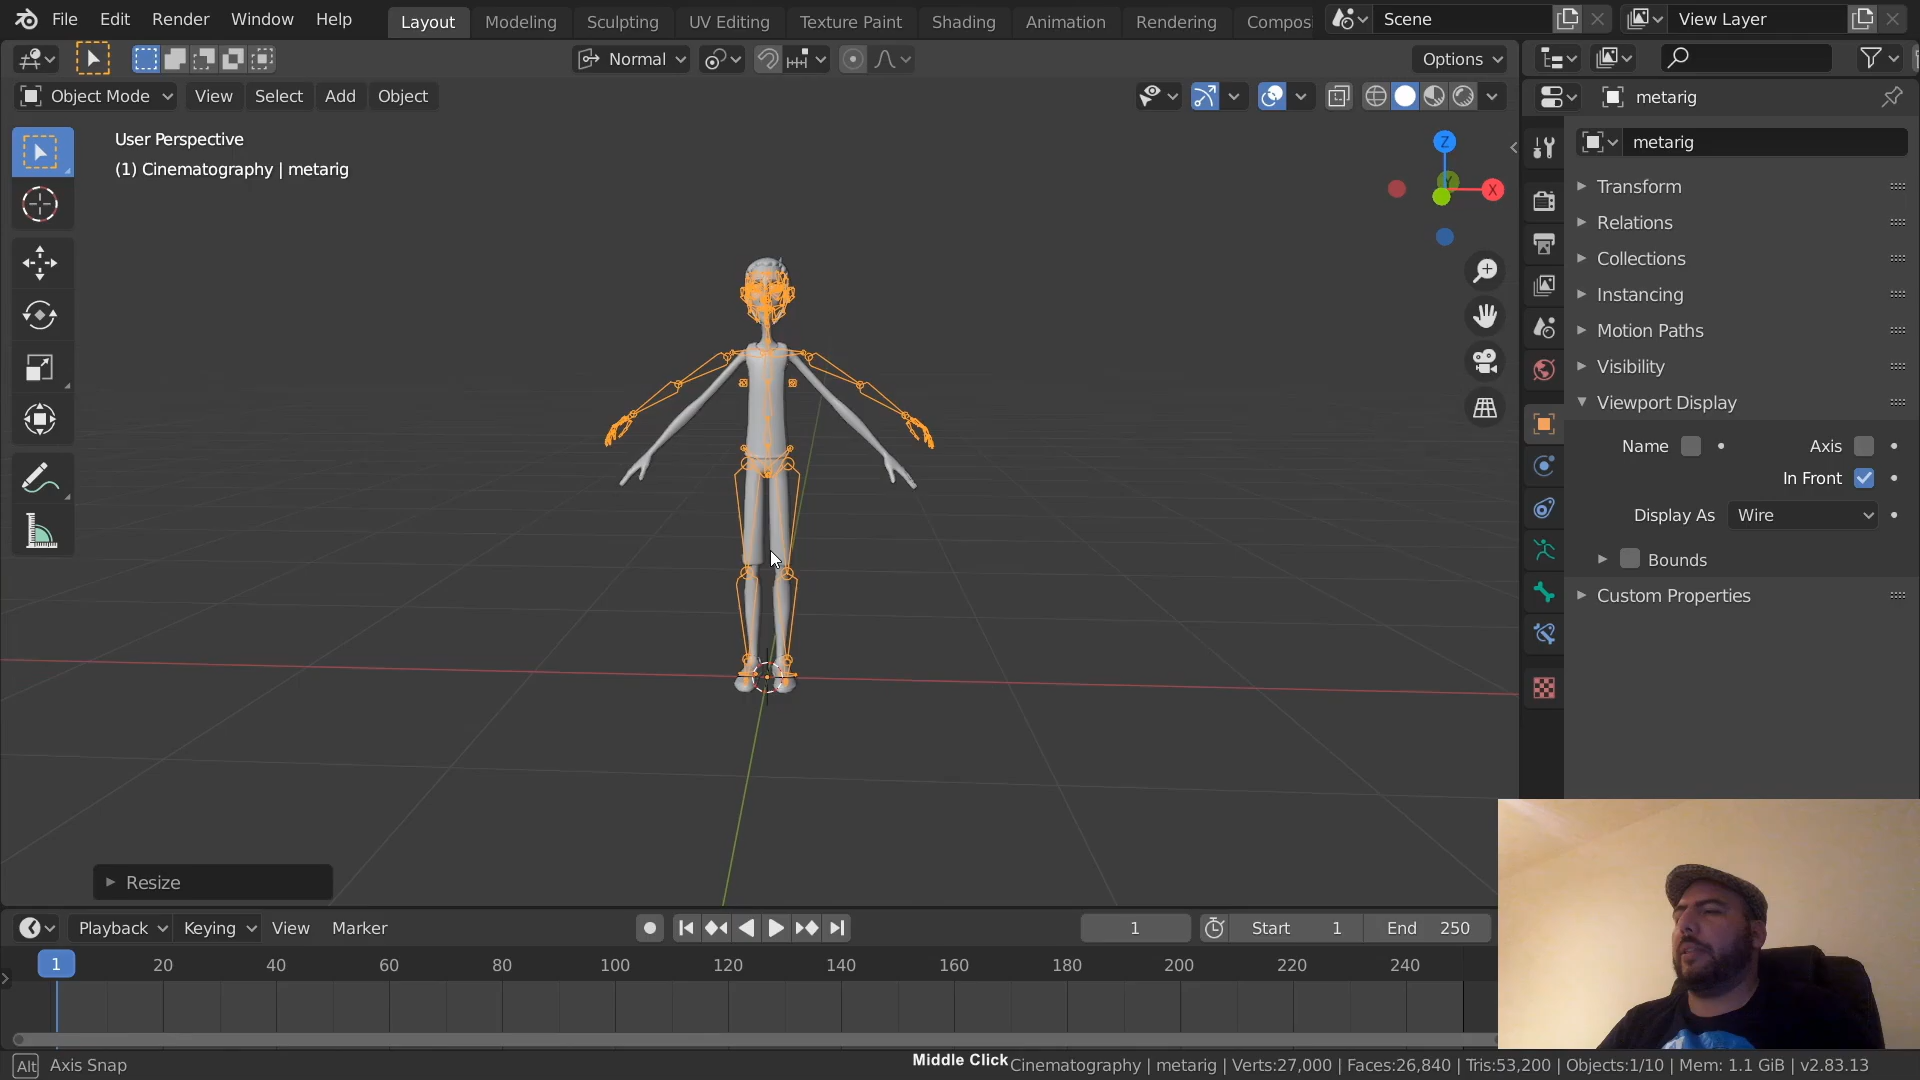 File Edit Render Window Help Layout Modeling Sculpting UV Editing Texture Paint Shading Animation Rendering Compos Scene View Layer
Normal Options
Object Mode View Select Add Object metarig
User Perspective
(1) Cinematography | metarig
Z
Y
X
metarig
Transform
Relations
Collections
Instancing
Motion Paths
Visibility
Viewport Display
Name Axis
In Front
Display As Wire
Bounds
Custom Properties
Resize
Playback Keying View Marker 1 Start 1 End 250
1 20 40 60 80 100 120 140 160 180 200 220 240
Alt Axis Snap Middle Click Cinematography | metarig | Verts:27,000 | Faces:26,840 | Tris:53,200 | Objects:1/10 | Mem: 1.1 GiB | v2.83.13